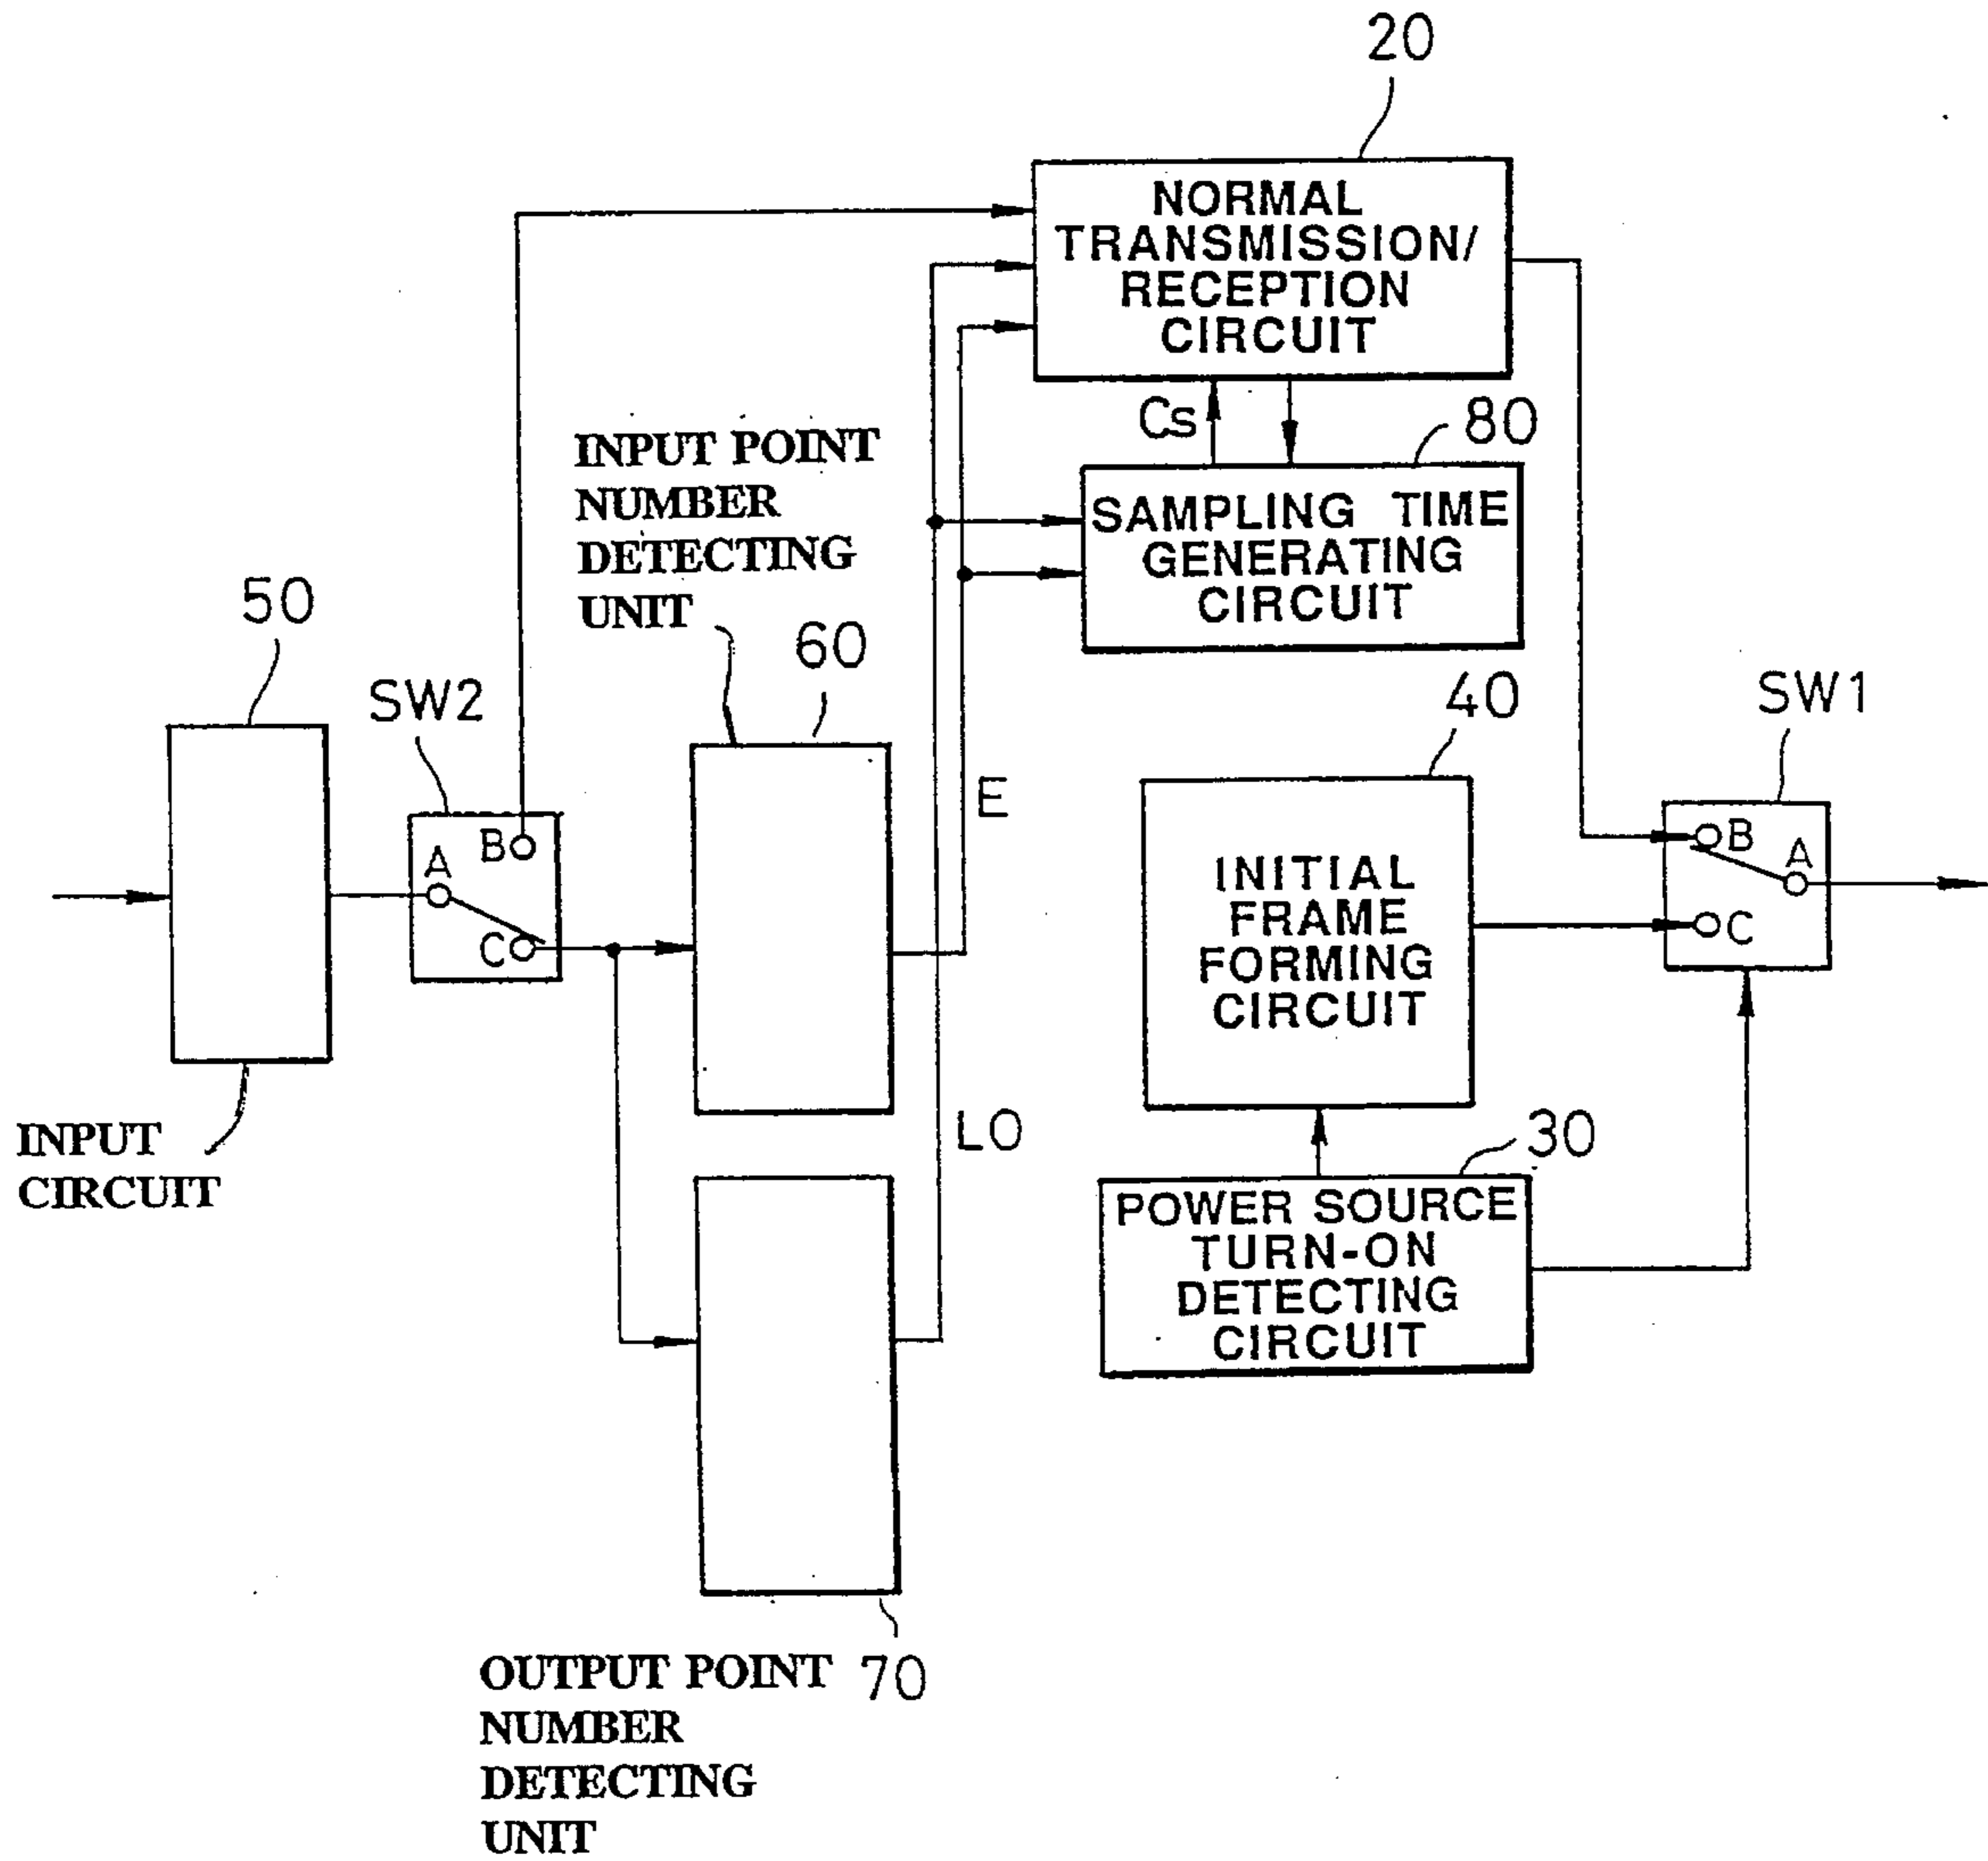 20
NORMAL
TRANSMISSION/
RECEPTION
CIRCUIT
Cs
80
SAMPLING TIME
GENERATING
CIRCUIT
INPUT POINT
NUMBER
DETECTING
UNIT
50
60
SW2
40
SW1
E
A
B
C
B
A
C
INITIAL
FRAME
FORMING
CIRCUIT
INPUT
CIRCUIT
LO
30
POWER SOURCE
TURN-ON
DETECTING
CIRCUIT
OUTPUT POINT
NUMBER
DETECTING
UNIT
70